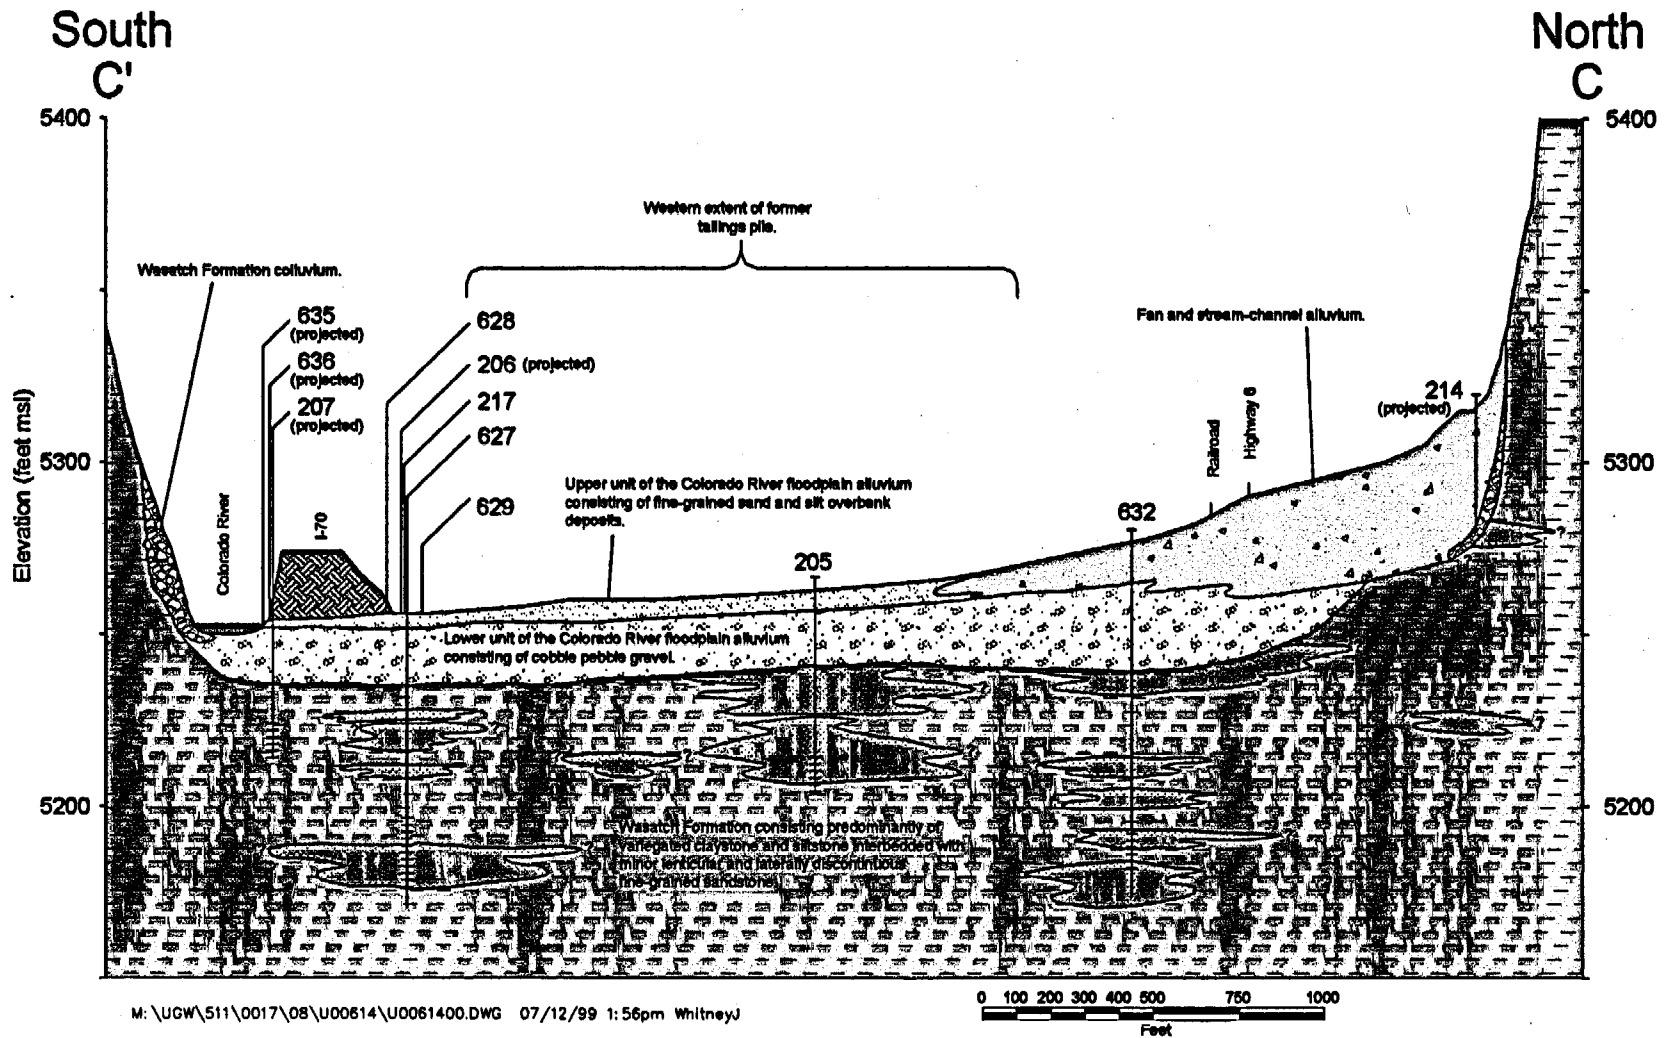 South
C'
North
C
5400
5400
Western extent of former
tailings pile.
Wasatch Formation colluvium.
635
(projected)
636
(projected)
207
(projected)
628
206 (projected)
217
627
629
Fan and stream-channel alluvium.
214
(projected)
Railroad
Highway 6
5300
5300
Elevation (feet msl)
Colorado River
I-70
Upper unit of the Colorado River floodplain alluvium
consisting of fine-grained sand and silt overbank
deposits.
205
632
Lower unit of the Colorado River floodplain alluvium
consisting of cobble pebble gravel.
?
?
?
5200
5200
Wasatch Formation consisting predominantly of
variegated claystone and siltstone interbedded with
minor lenticular and laterally discontinuous
fine-grained sandstone.
M:\UGW\511\0017\08\U00614\U0061400.DWG 07/12/99 1:56pm WhitneyJ
0 100 200 300 400 500 750 1000
Feet